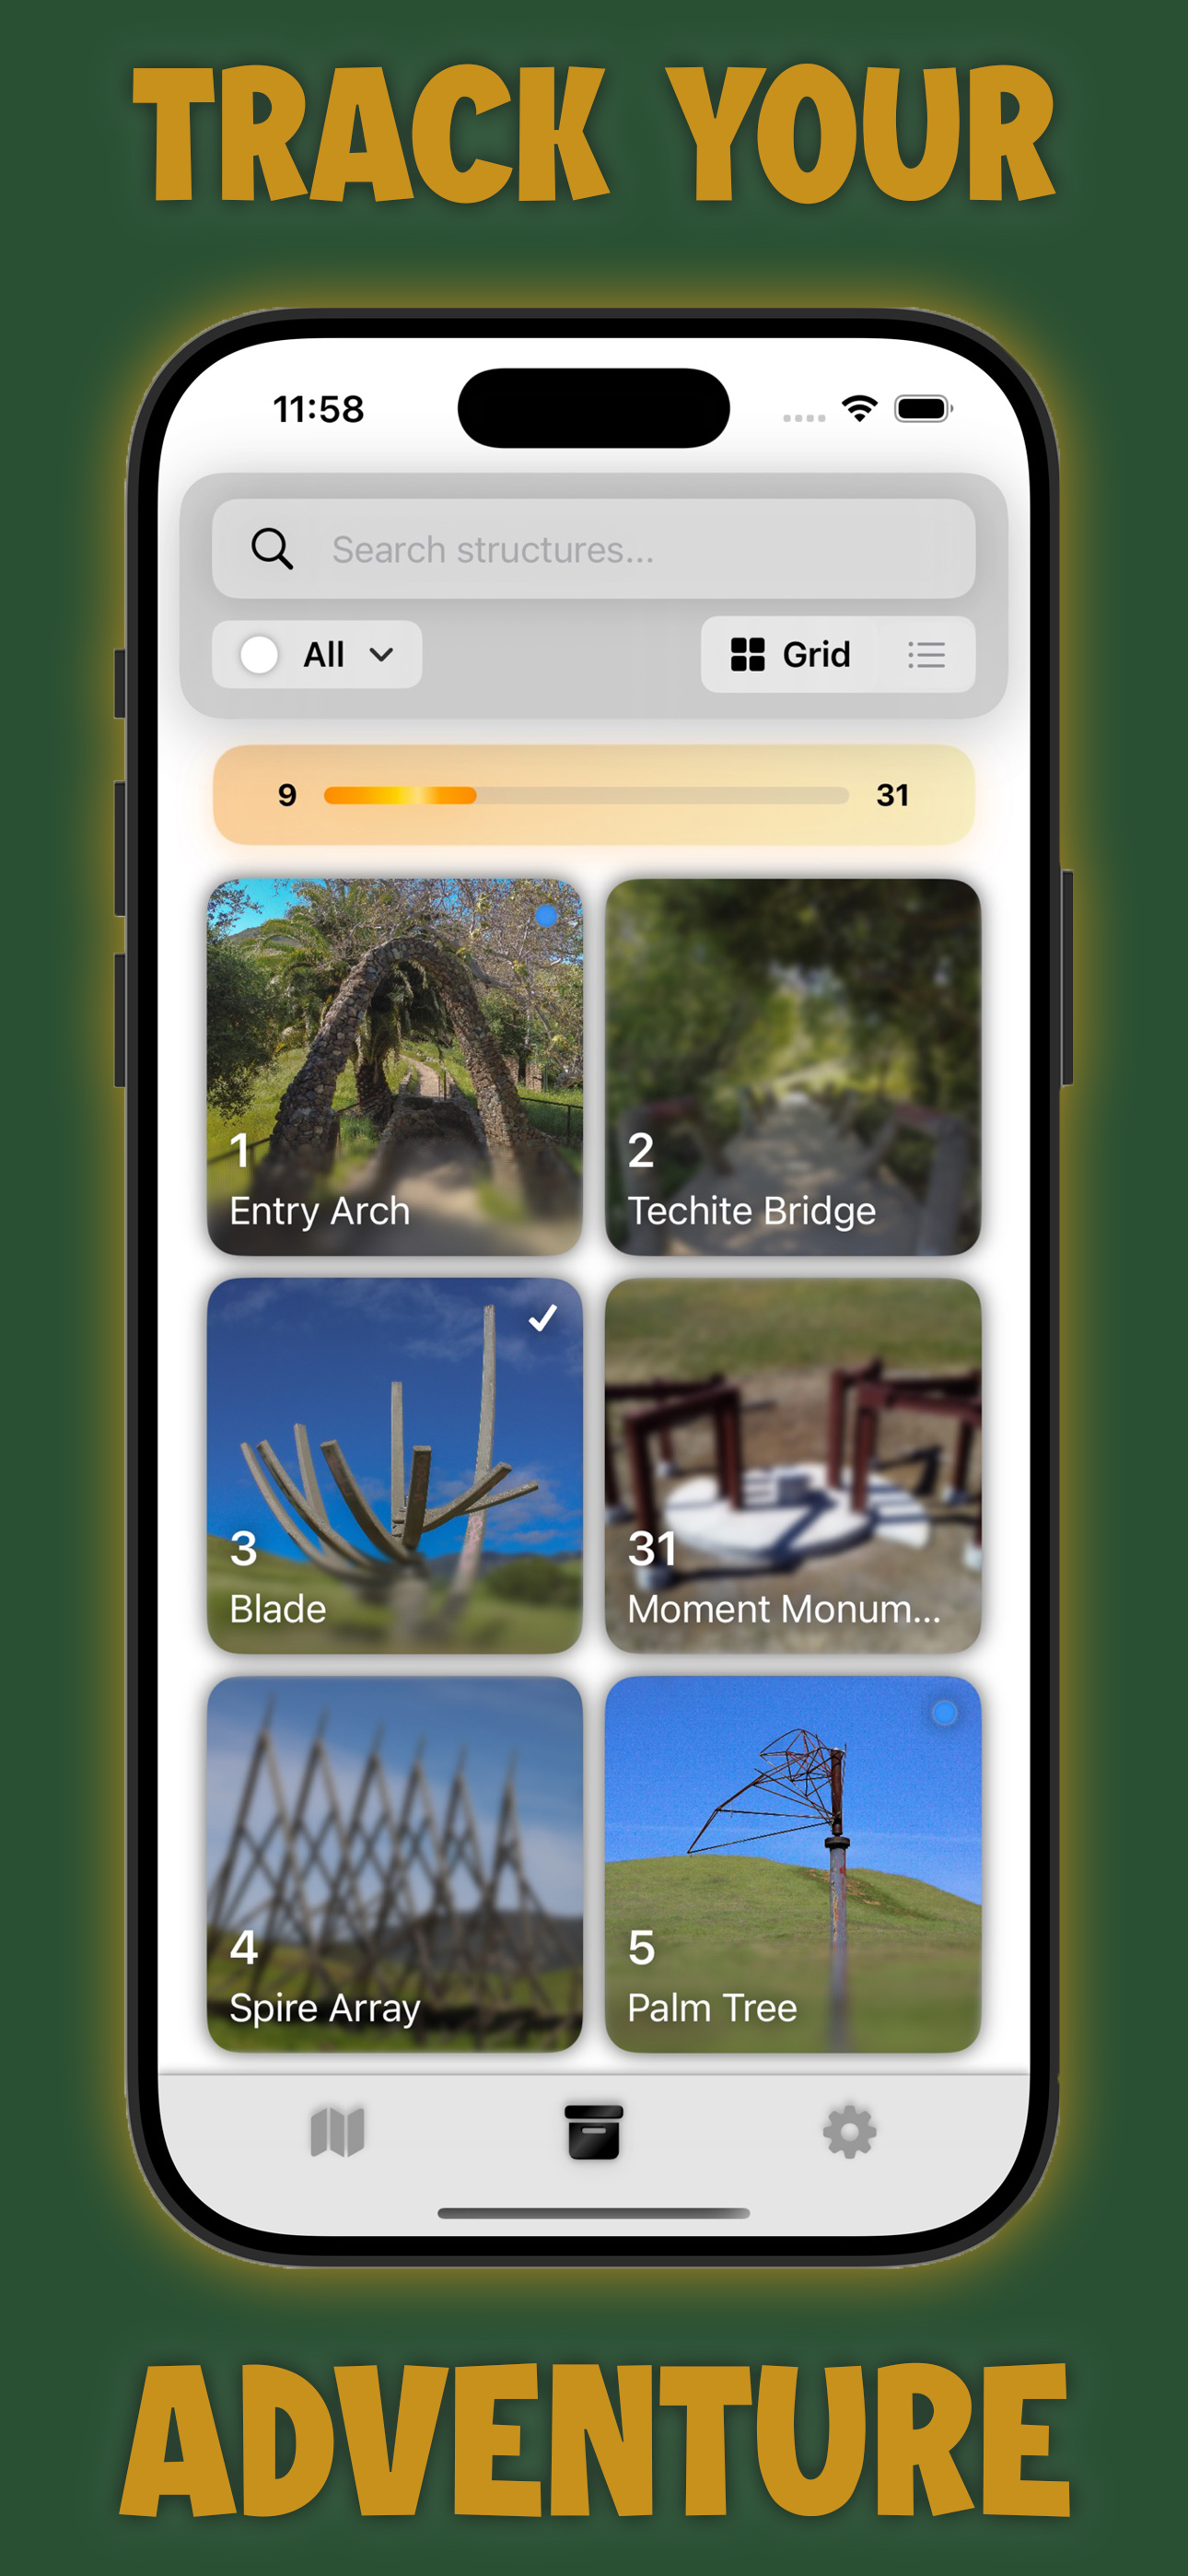 TRACK YOUR
11:58
Search structures...
All
Grid
9
31
1
Entry Arch
2
Techite Bridge
3
Blade
31
Moment Monum...
4
Spire Array
5
Palm Tree
ADVENTURE